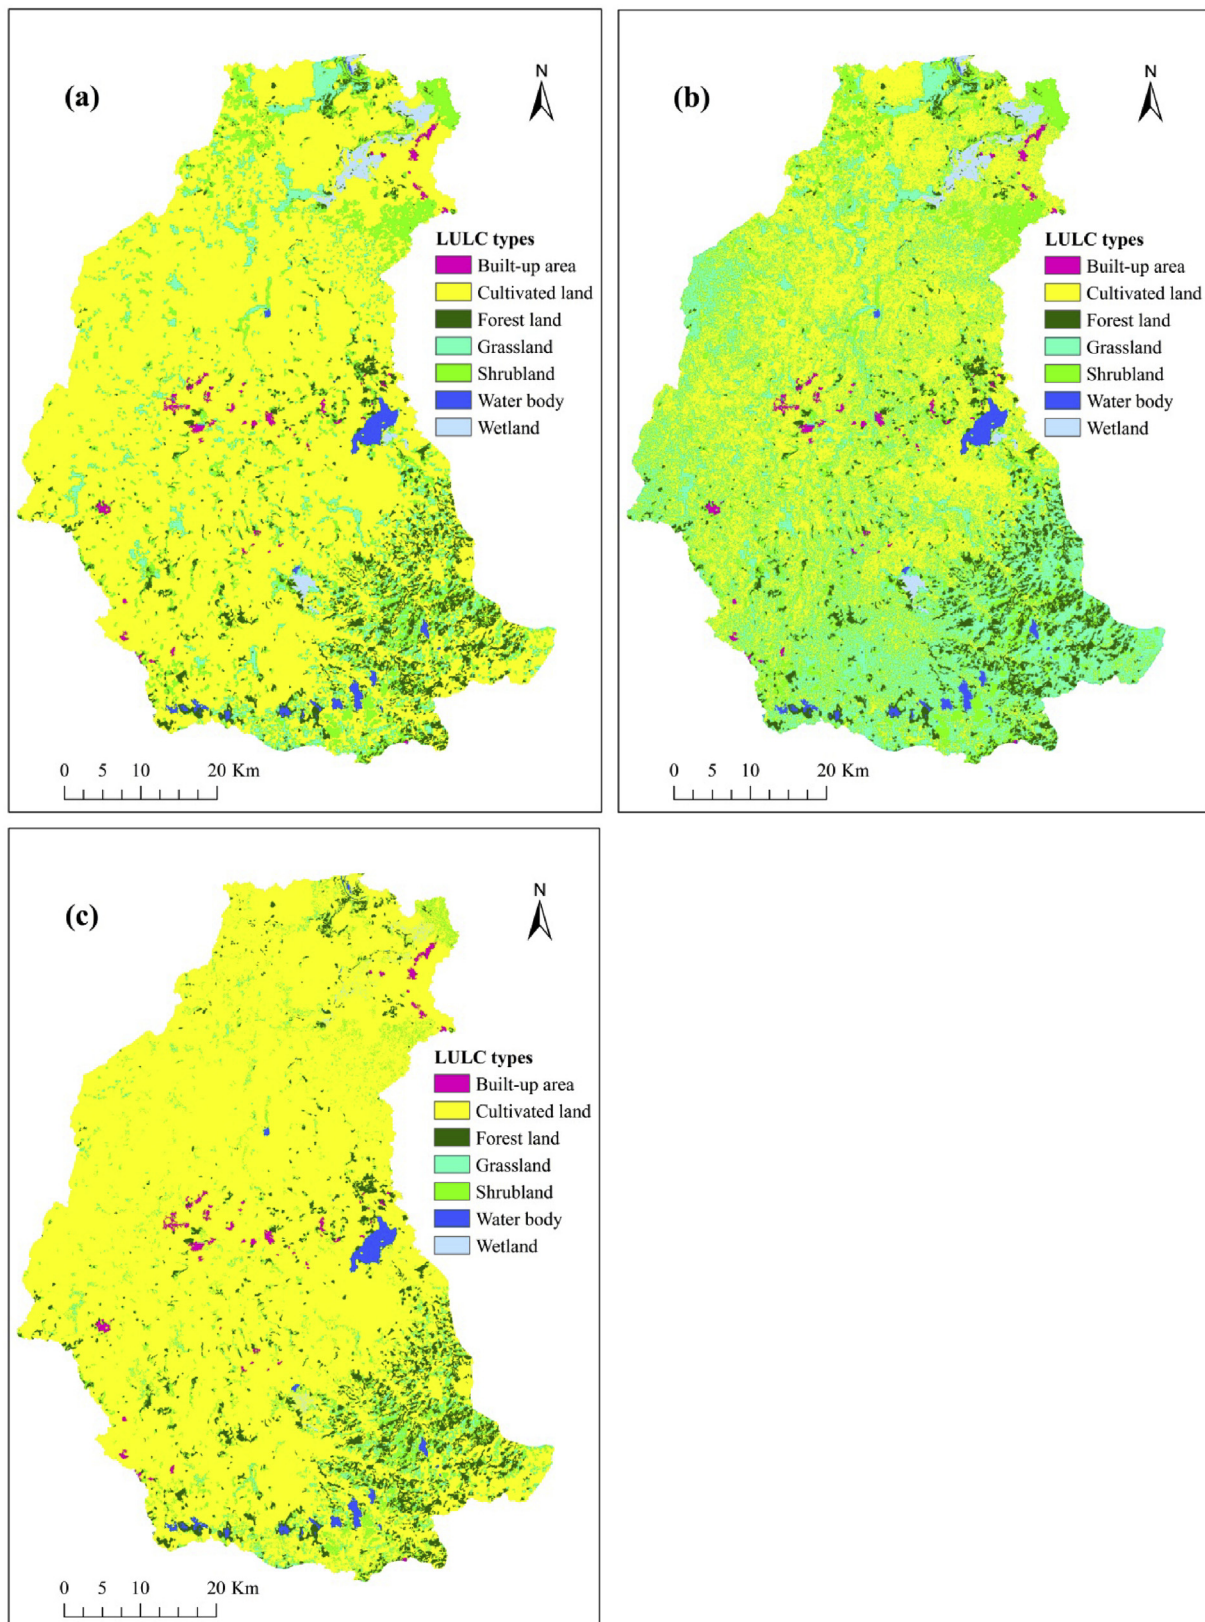 (a)
N
LULC types
Built-up area
Cultivated land
Forest land
Grassland
Shrubland
Water body
Wetland
0 5 10 20 Km
(b)
N
LULC types
Built-up area
Cultivated land
Forest land
Grassland
Shrubland
Water body
Wetland
0 5 10 20 Km
(c)
N
LULC types
Built-up area
Cultivated land
Forest land
Grassland
Shrubland
Water body
Wetland
0 5 10 20 Km